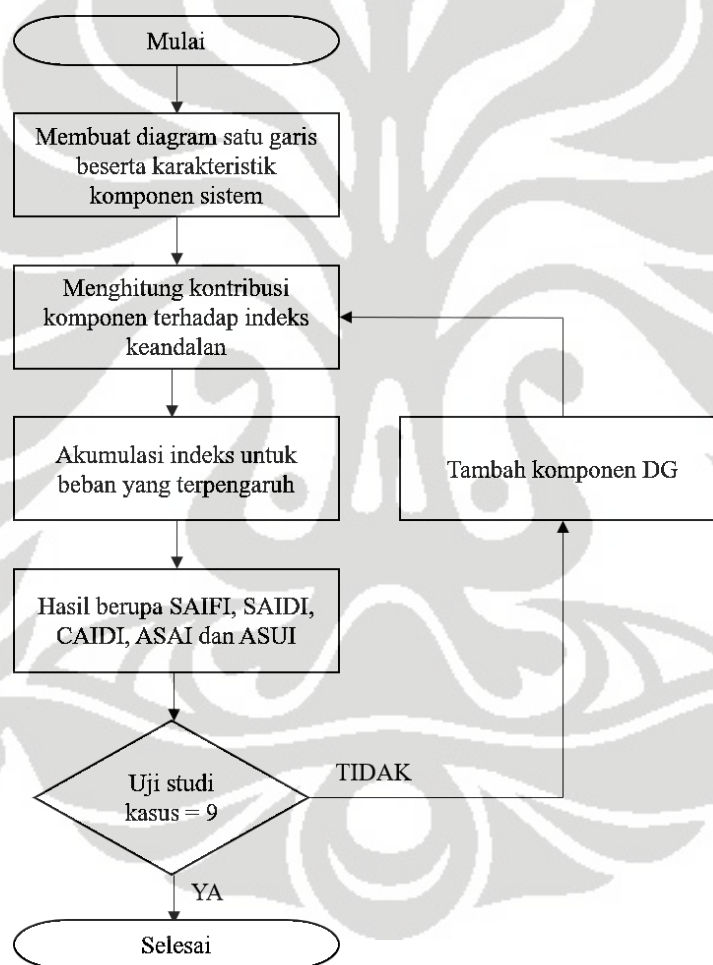 Mulai
Membuat diagram satu garis
beserta karakteristik
komponen sistem
Menghitung kontribusi
komponen terhadap indeks
keandalan
Akumulasi indeks untuk
beban yang terpengaruh
Tambah komponen DG
Hasil berupa SAIFI, SAIDI,
CAIDI, ASAI dan ASUI
Uji studi
kasus = 9
TIDAK
YA
Selesai